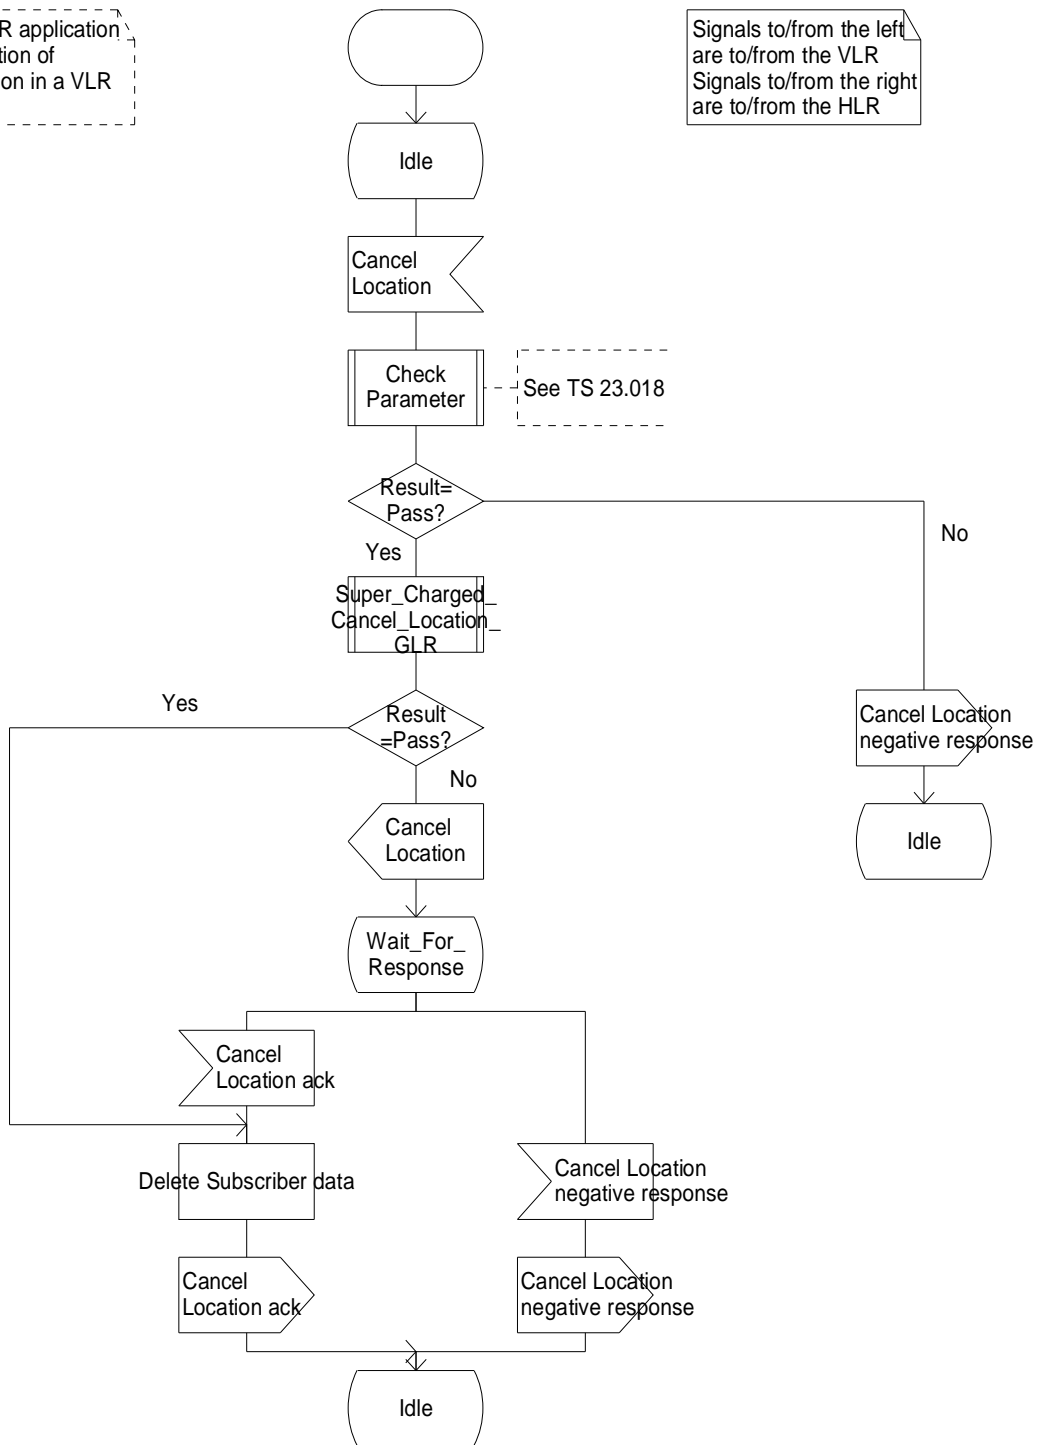 R application
tion of
on in a VLR
Signals to/from the left
are to/from the VLR
Signals to/from the right
are to/from the HLR
Idle
Cancel
Location
Check
Parameter
See TS 23.018
Result=
Pass?
No
Yes
Super_Charged_
Cancel_Location_
GLR
Yes
Result
=Pass?
No
Cancel Location
negative response
Idle
Cancel
Location
Wait_For_
Response
Cancel
Location ack
Delete Subscriber data
Cancel Location
negative response
Cancel
Location ack
Cancel Location
negative response
Idle